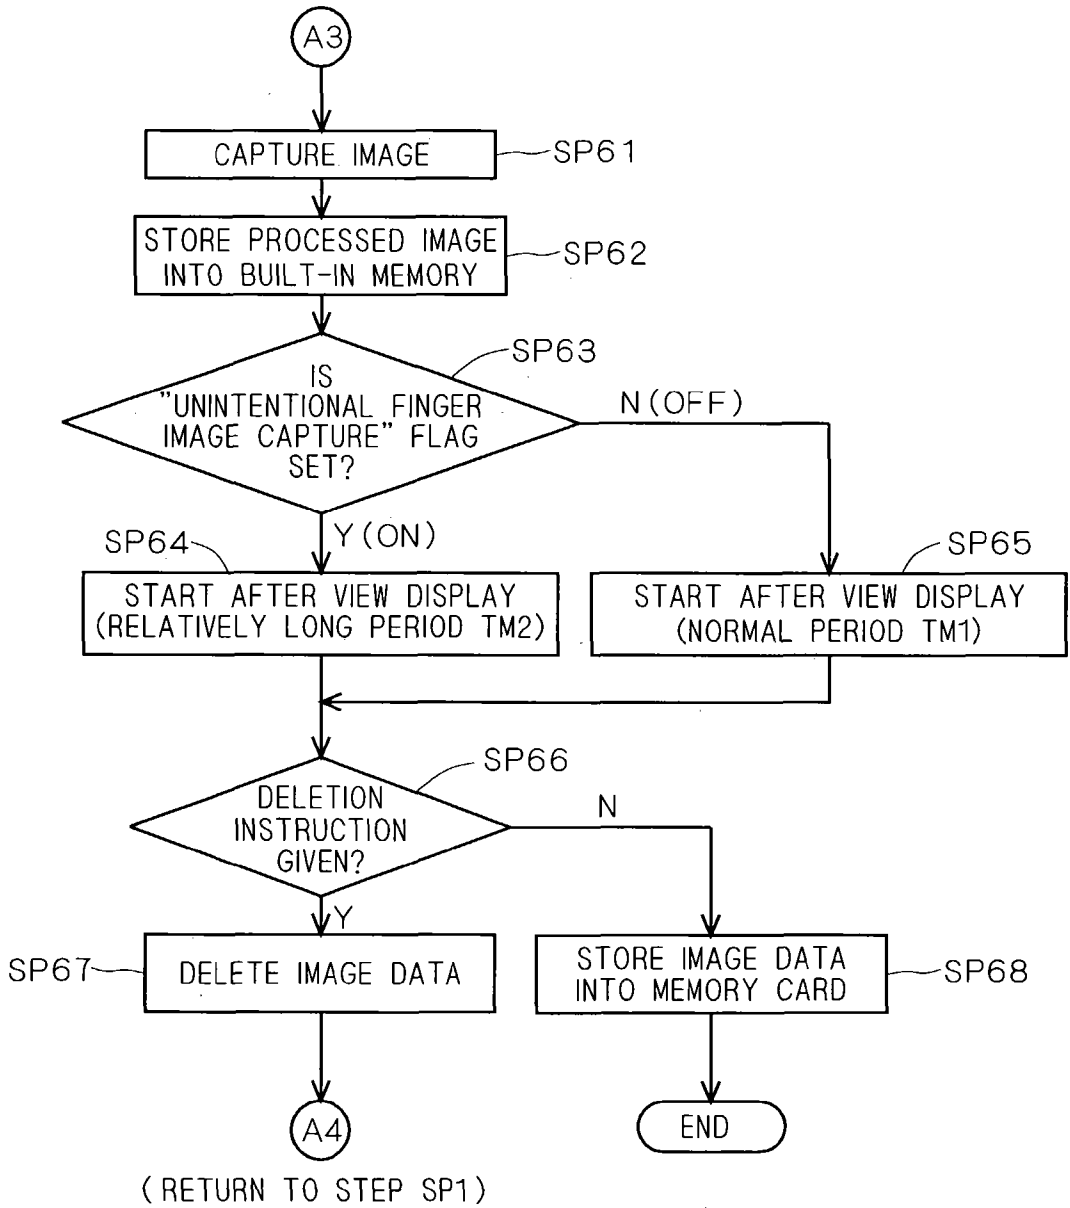 A3
CAPTURE IMAGE
SP61
STORE PROCESSED IMAGE
INTO BUILT-IN MEMORY
SP62
SP63
IS
"UNINTENTIONAL FINGER
IMAGE CAPTURE" FLAG
SET?
N(OFF)
Y(ON)
SP64
START AFTER VIEW DISPLAY
(RELATIVELY LONG PERIOD TM2)
SP65
START AFTER VIEW DISPLAY
(NORMAL PERIOD TM1)
SP66
DELETION
INSTRUCTION
GIVEN?
N
Y
SP67
DELETE IMAGE DATA
STORE IMAGE DATA
INTO MEMORY CARD
SP68
A4
END
(RETURN TO STEP SP1)